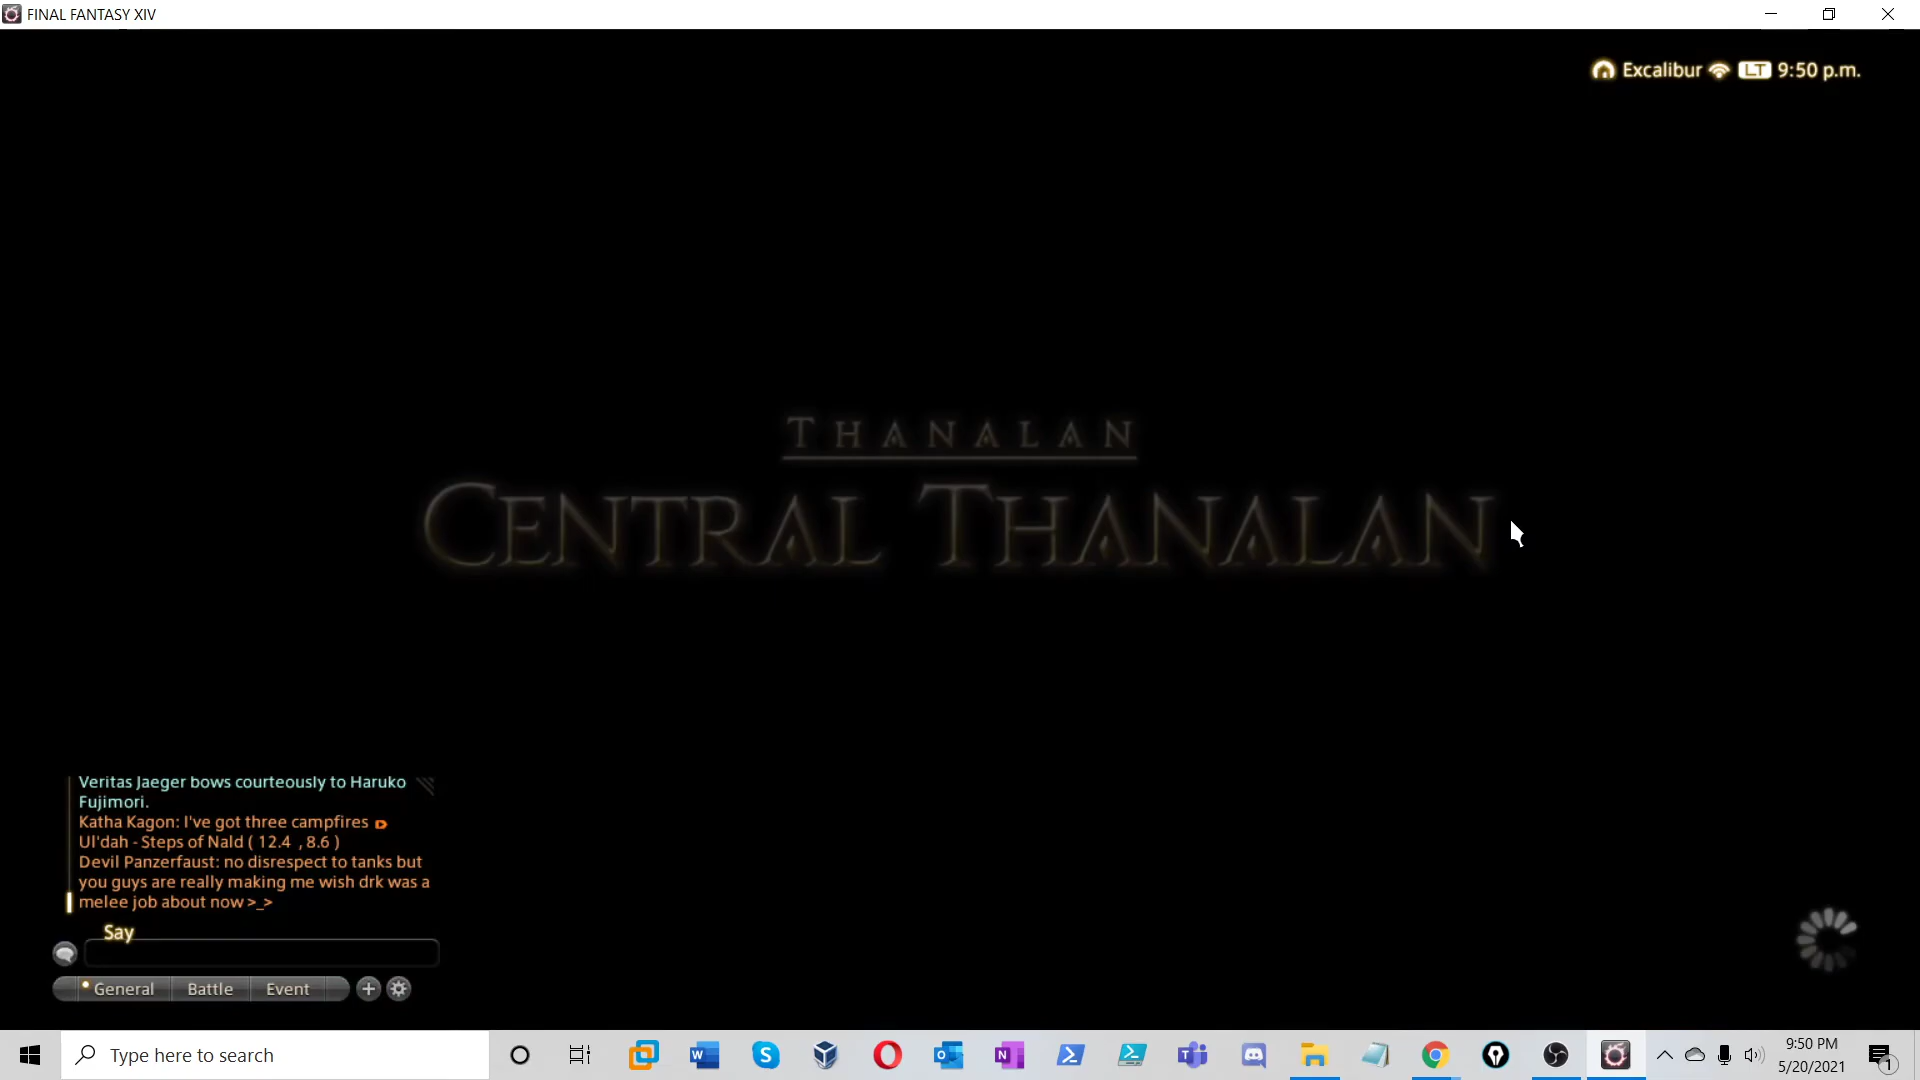 FINAL FANTASY XIV
Excalibur LT 9:50 p.m.
THANALAN
CENTRAL THANALAN
Veritas Jaeger bows courteously to Haruko
Fujimori.
Katha Kagon: I've got three campfires
Ul'dah - Steps of Nald ( 12.4 , 8.6 )
Devil Panzerfaust: no disrespect to tanks but
you guys are really making me wish drk was a
melee job about now >_>
Say
General Battle Event
Type here to search
9:50 PM
5/20/2021
1